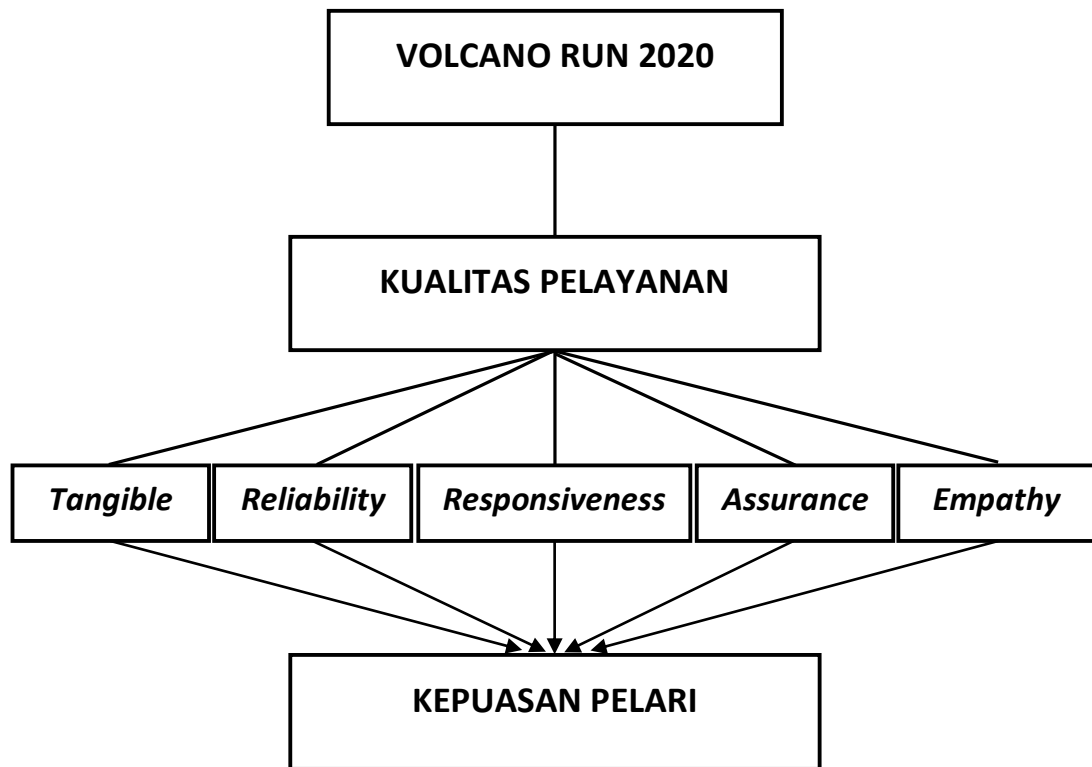 VOLCANO RUN 2020
KUALITAS PELAYANAN
Tangible
Reliability
Responsiveness
Assurance
Empathy
KEPUASAN PELARI